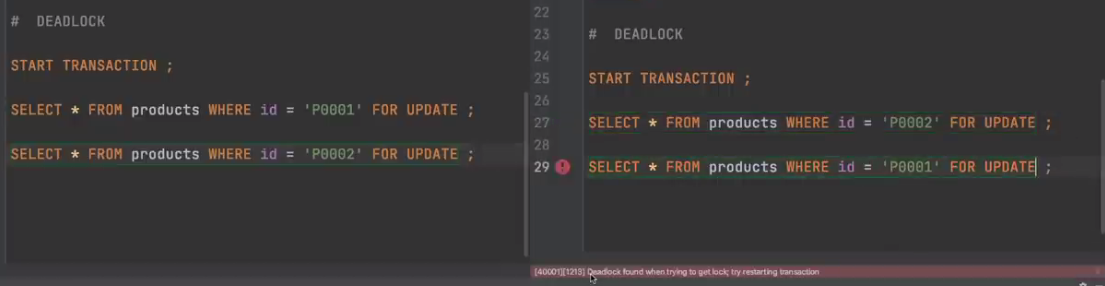 # DEADLOCK
START TRANSACTION ;
SELECT * FROM products WHERE id = 'P0001' FOR UPDATE ;
SELECT * FROM products WHERE id = 'P0002' FOR UPDATE ;
22
23 # DEADLOCK
24
25 START TRANSACTION ;
26
27 SELECT * FROM products WHERE id = 'P0002' FOR UPDATE ;
28
29 SELECT * FROM products WHERE id = 'P0001' FOR UPDATE ;
[40001][1213] Deadlock found when trying to get lock; try restarting transaction